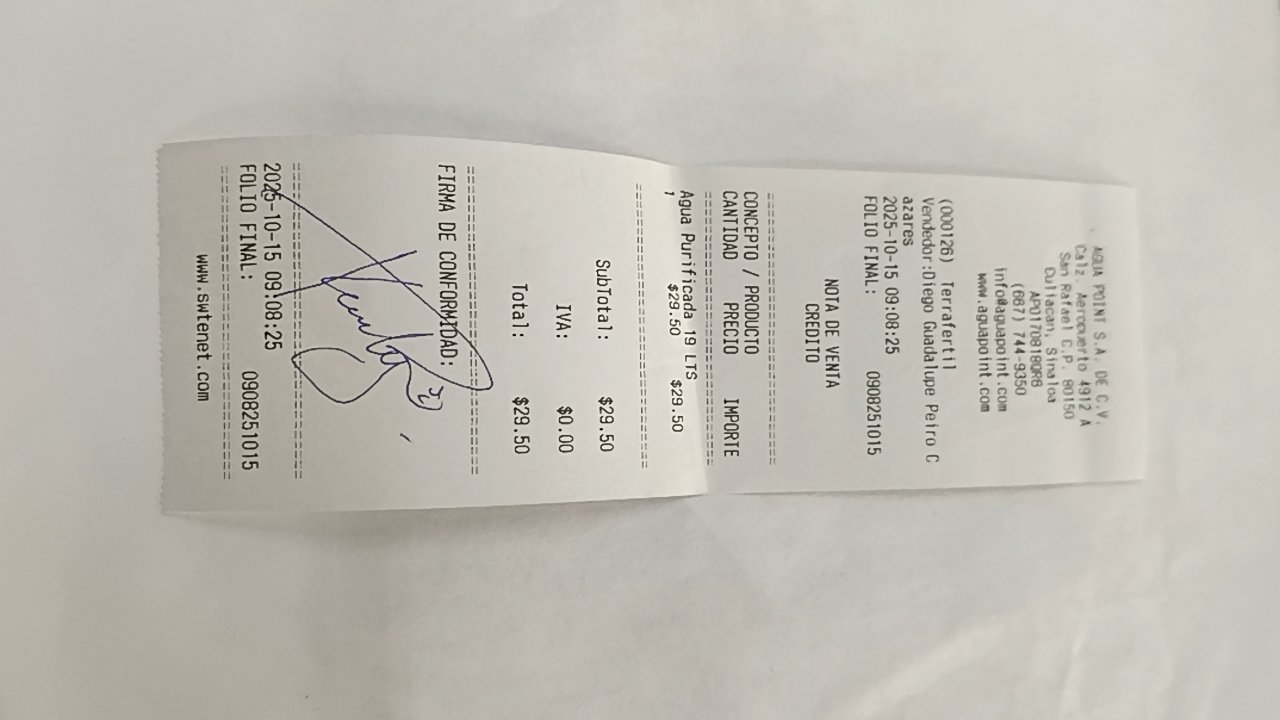 AGUA POINT S.A. DE C.V.
Calz. Aeropuerto 4912 A
San Rafael C.P. 80150
Culiacan, Sinaloa
APO170818QR8
(667) 744-9350
info@aguapoint.com
www.aguapoint.com
(000126) Terrafertil
Vendedor:Diego Guadalupe Peiro C
azares
2025-10-15 09:08:25
FOLIO FINAL: 0908251015
NOTA DE VENTA
CREDITO
CONCEPTO / PRODUCTO
CANTIDAD PRECIO IMPORTE
Agua Purificada 19 LTS
1 $29.50 $29.50
SubTotal: $29.50
IVA: $0.00
Total: $29.50
FIRMA DE CONFORMIDAD:
2025-10-15 09:08:25
FOLIO FINAL: 0908251015
www.swtenet.com